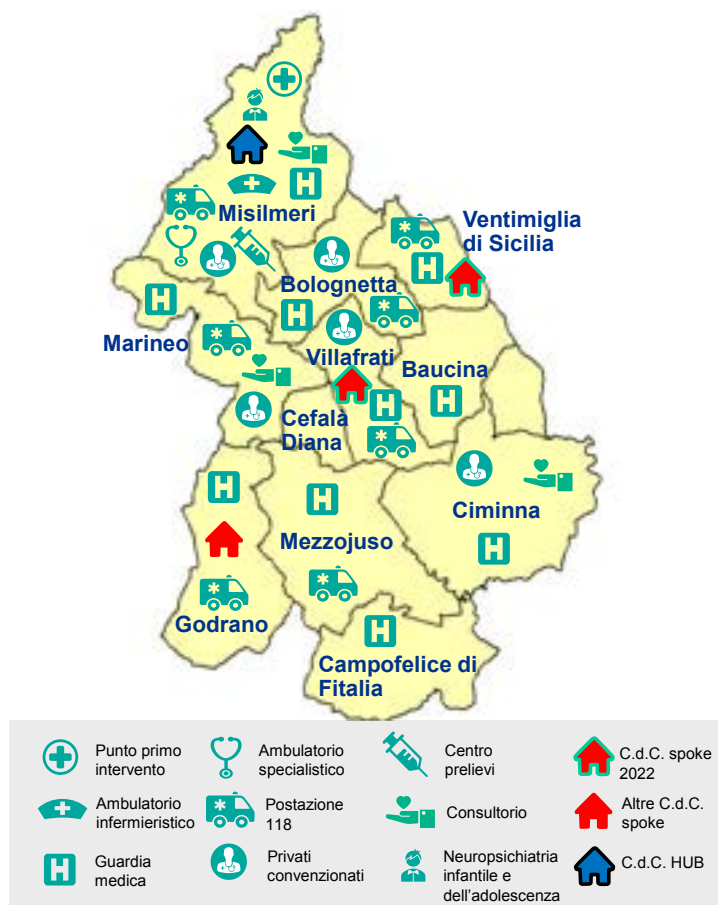 Misilmeri
Ventimiglia
di Sicilia
Bolognetta
Marineo
Villafrati
Baucina
Cefalà
Diana
Ciminna
Mezzojuso
Godrano
Campofelice di
Fitalia
Punto primo
intervento
Ambulatorio
specialistico
Centro
prelievi
C.d.C. spoke
2022
Ambulatorio
infermieristico
Postazione
118
Consultorio
Altre C.d.C.
spoke
Guardia
medica
Privati
convenzionati
Neuropsichiatria
infantile e
dell'adolescenza
C.d.C. HUB